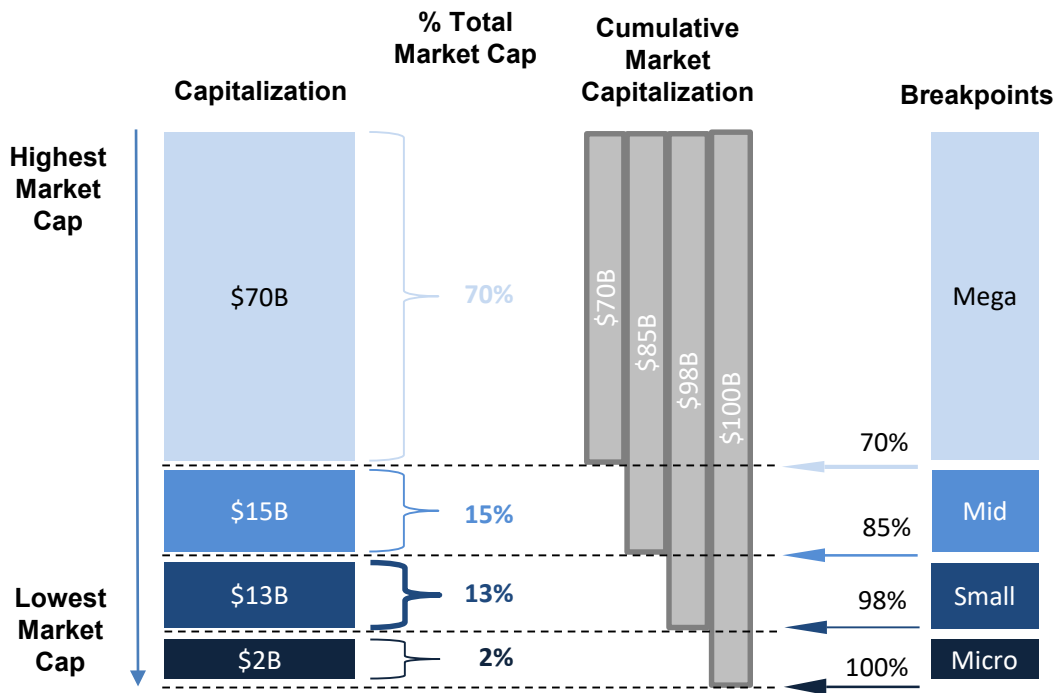 % Total
Market Cap
Cumulative
Market
Capitalization
Capitalization
Breakpoints
Highest
Market
Cap
$70B
70%
$70B
$85B
$98B
$100B
Mega
70%
$15B
15%
85%
Mid
Lowest
Market
Cap
$13B
13%
98%
Small
$2B
2%
100%
Micro